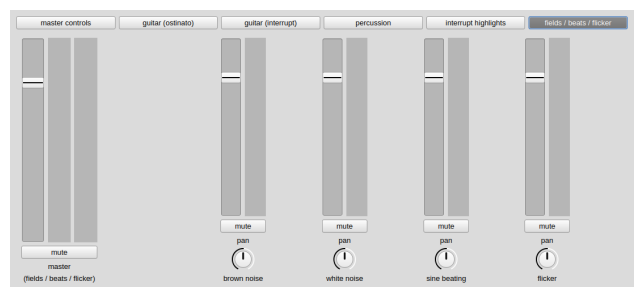 master controls
guitar (ostinato)
guitar (interrupt)
percussion
interrupt highlights
fields / beats / flicker
mute
mute
mute
mute
mute
pan
pan
pan
pan
master
(fields / beats / flicker)
brown noise
white noise
sine beating
flicker